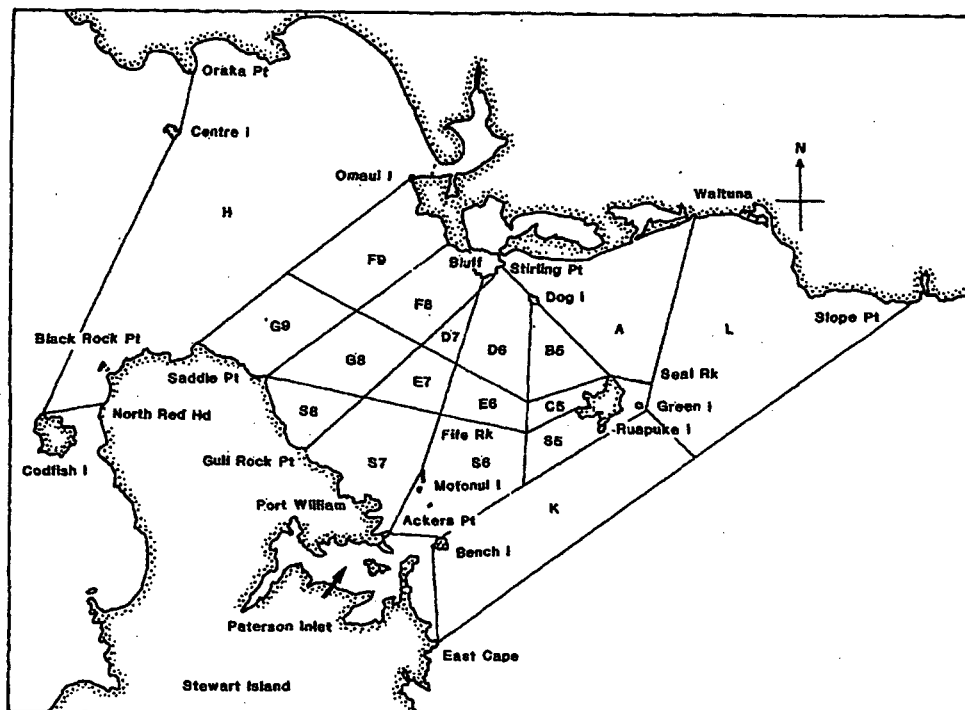 Oraka Pt
Centre I
N
Omaui I
Waituna
H
F9
Bluff
Stirling Pt
Dog I
F8
Slope Pt
G9
D7
A
L
Black Rock Pt
D6
B5
G8
Saddle Pt
E7
Seal Rk
North Red Hd
S8
E6
C5
Green I
Fife Rk
Ruapuke I
Gull Rock Pt
S5
Codfish I
S7
S6
Motonui I
Port William
K
Ackers Pt
Bench I
Paterson Inlet
East Cape
Stewart Island